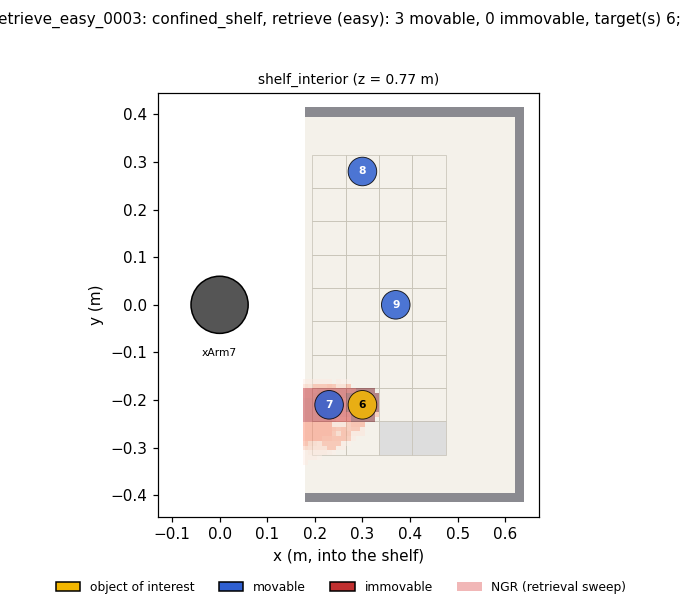 etrieve_easy_0003: confined_shelf, retrieve (easy): 3 movable, 0 immovable, target(s) 6;
shelf_interior (z = 0.77 m)
0.4
0.3
0.2
0.1
0.0
−0.1
−0.2
−0.3
−0.4
y (m)
8
9
xArm7
7
6
−0.1
0.0
0.1
0.2
0.3
0.4
0.5
0.6
x (m, into the shelf)
object of interest
movable
immovable
NGR (retrieval sweep)